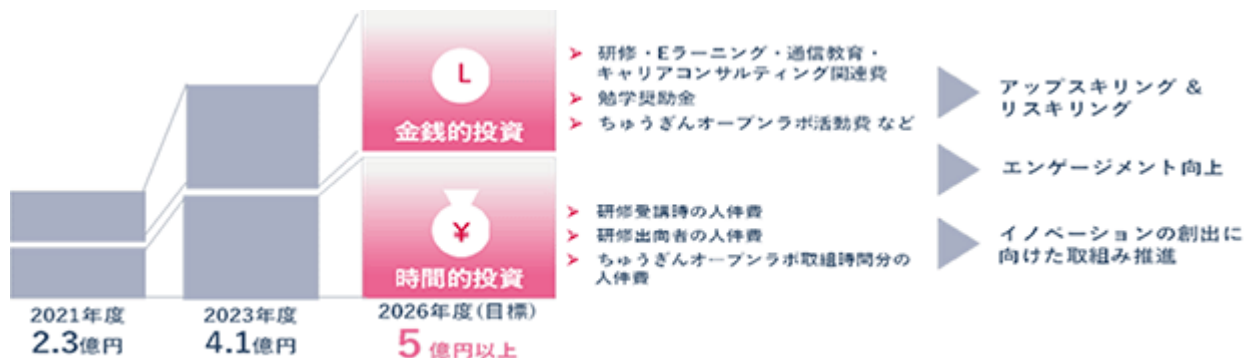 金銭的投資
➤ 研修・Eラーニング・通信教育・
キャリアコンサルティング関連費
➤ 勉学奨励金
➤ ちゅうぎんオープンラボ活動費 など
¥
時間的投資
➤ 研修受講時の人件費
➤ 研修出向者の人件費
➤ ちゅうぎんオープンラボ取組時間分の
人件費
アップスキリング &
リスキリング
エンゲージメント向上
イノベーションの創出に
向けた取組み推進
2021年度
2.3億円
2023年度
4.1億円
2026年度(目標)
5億円以上